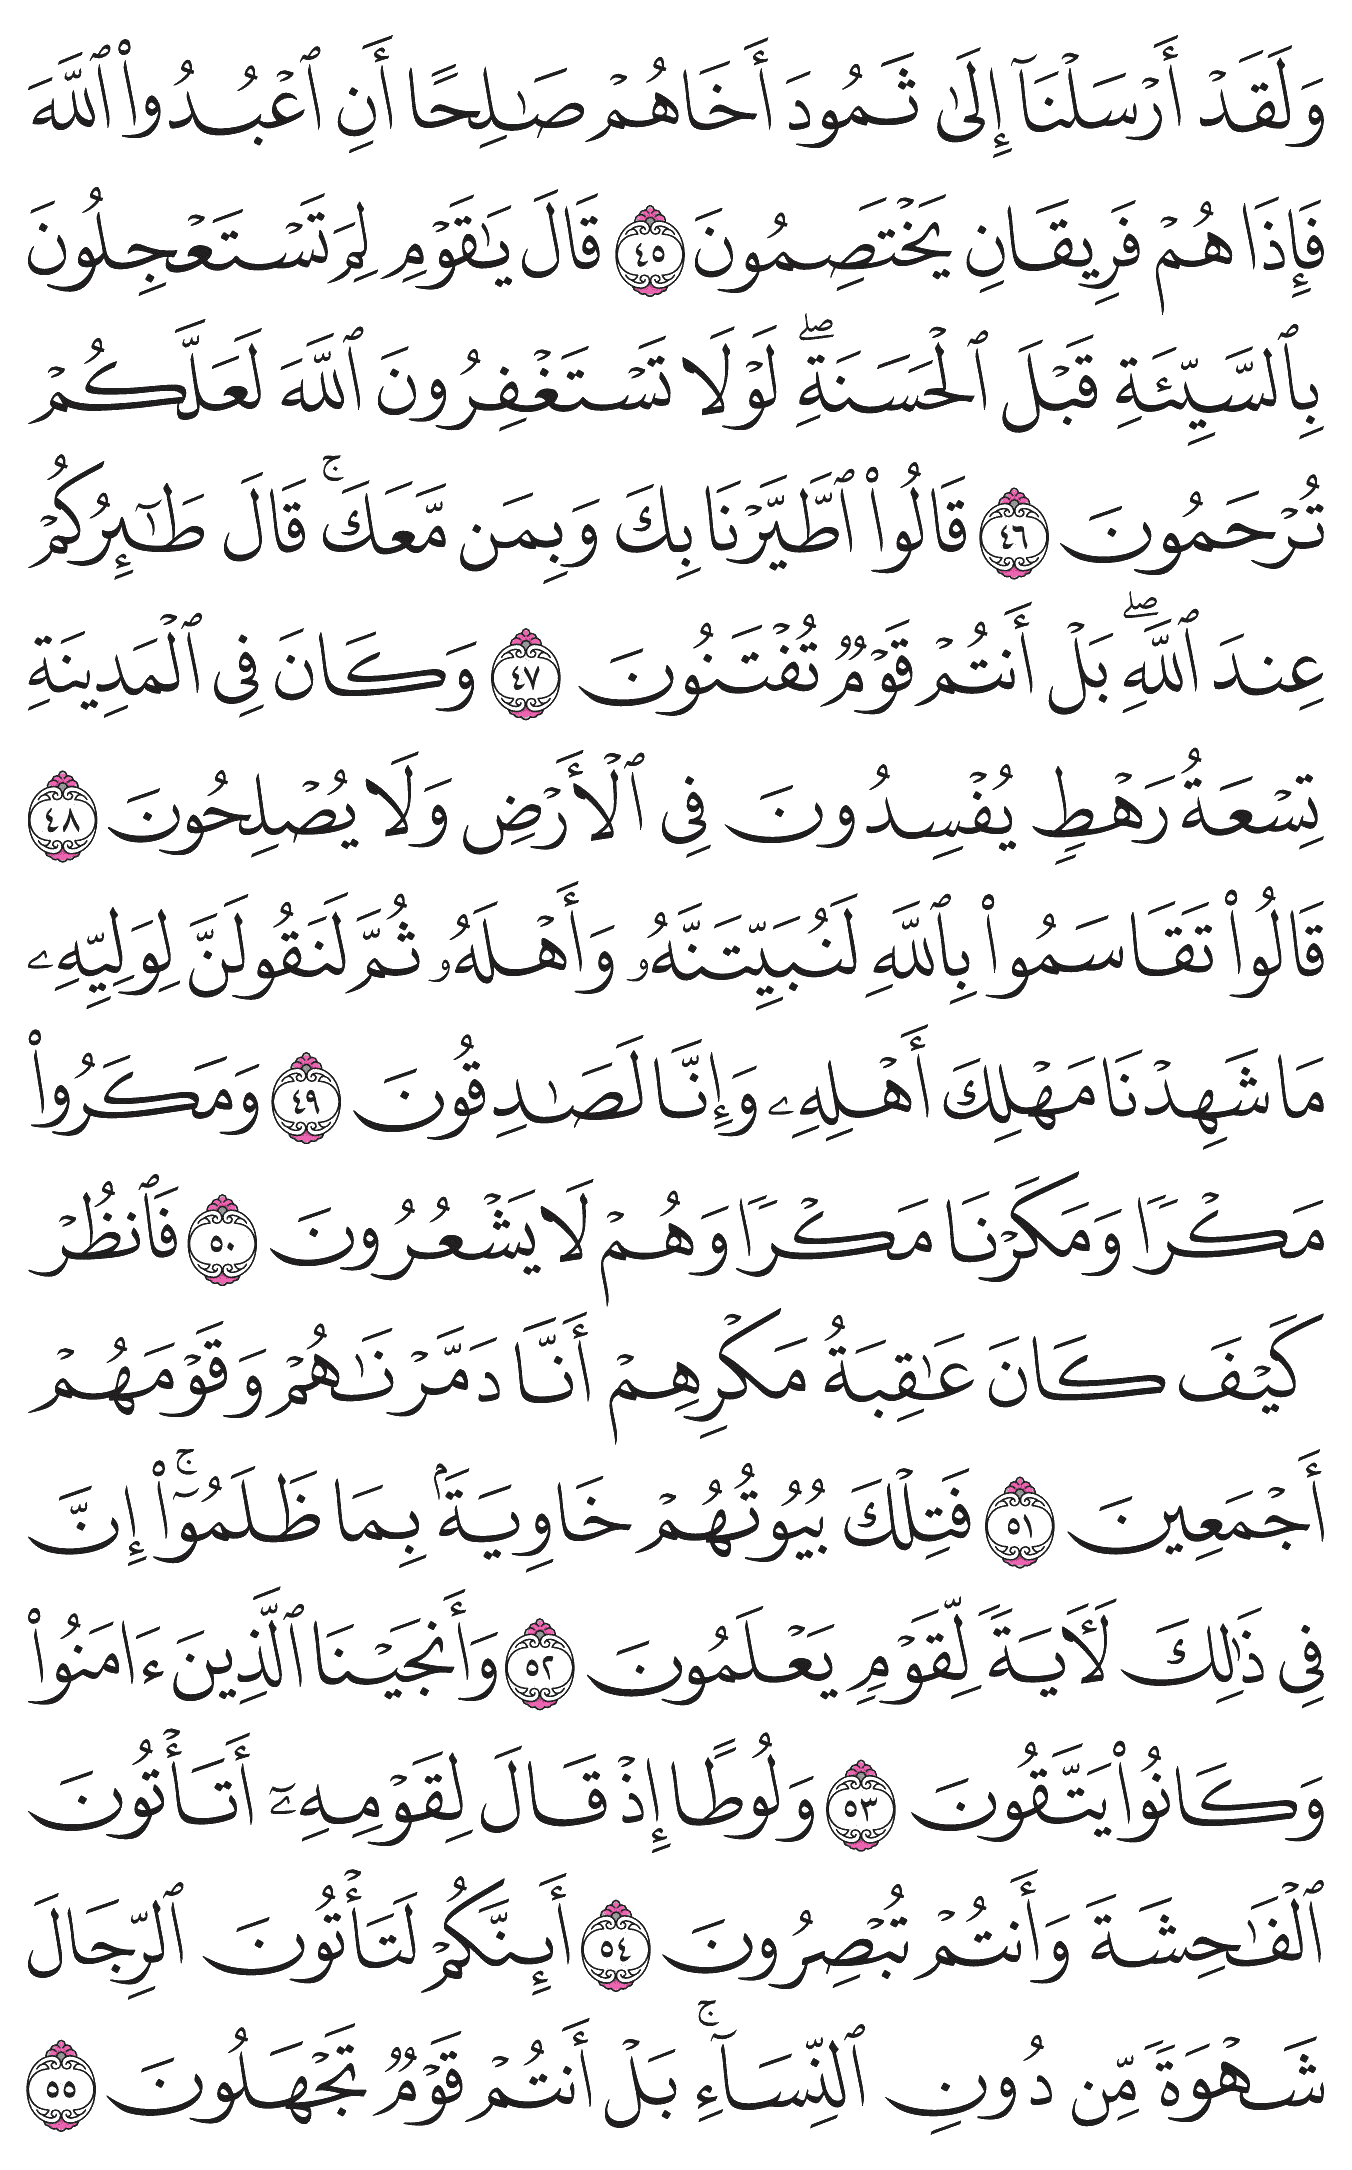 وَلَقَدۡ أَرۡسَلۡنَآ إِلَىٰ ثَمُودَ أَخَاهُمۡ صَٰلِحًا أَنِ ٱعۡبُدُواْ ٱللَّهَ
فَإِذَا هُمۡ فَرِيقَانِ يَخۡتَصِمُونَ ٤٥ قَالَ يَٰقَوۡمِ لِمَ تَسۡتَعۡجِلُونَ
بِٱلسَّيِّئَةِ قَبۡلَ ٱلۡحَسَنَةِۖ لَوۡلَا تَسۡتَغۡفِرُونَ ٱللَّهَ لَعَلَّكُمۡ
تُرۡحَمُونَ ٤٦ قَالُواْ ٱطَّيَّرۡنَا بِكَ وَبِمَن مَّعَكَۚ قَالَ طَٰٓئِرُكُمۡ
عِندَ ٱللَّهِۖ بَلۡ أَنتُمۡ قَوۡمٞ تُفۡتَنُونَ ٤٧ وَكَانَ فِي ٱلۡمَدِينَةِ
تِسۡعَةُ رَهۡطٖ يُفۡسِدُونَ فِي ٱلۡأَرۡضِ وَلَا يُصۡلِحُونَ ٤٨
قَالُواْ تَقَاسَمُواْ بِٱللَّهِ لَنُبَيِّتَنَّهُۥ وَأَهۡلَهُۥ ثُمَّ لَنَقُولَنَّ لِوَلِيِّهِۦ
مَا شَهِدۡنَا مَهۡلِكَ أَهۡلِهِۦ وَإِنَّا لَصَٰدِقُونَ ٤٩ وَمَكَرُواْ
مَكۡرٗا وَمَكَرۡنَا مَكۡرٗا وَهُمۡ لَا يَشۡعُرُونَ ٥٠ فَٱنظُرۡ
كَيۡفَ كَانَ عَٰقِبَةُ مَكۡرِهِمۡ أَنَّا دَمَّرۡنَٰهُمۡ وَقَوۡمَهُمۡ
أَجۡمَعِينَ ٥١ فَتِلۡكَ بُيُوتُهُمۡ خَاوِيَةَۢ بِمَا ظَلَمُوٓاْۚ إِنَّ
فِي ذَٰلِكَ لَأٓيَةٗ لِّقَوۡمٖ يَعۡلَمُونَ ٥٢ وَأَنجَيۡنَا ٱلَّذِينَ ءَامَنُواْ
وَكَانُواْ يَتَّقُونَ ٥٣ وَلُوطًا إِذۡ قَالَ لِقَوۡمِهِۦٓ أَتَأۡتُونَ
ٱلۡفَٰحِشَةَ وَأَنتُمۡ تُبۡصِرُونَ ٥٤ أَئِنَّكُمۡ لَتَأۡتُونَ ٱلرِّجَالَ
شَهۡوَةٗ مِّن دُونِ ٱلنِّسَآءِۚ بَلۡ أَنتُمۡ قَوۡمٞ تَجۡهَلُونَ ٥٥